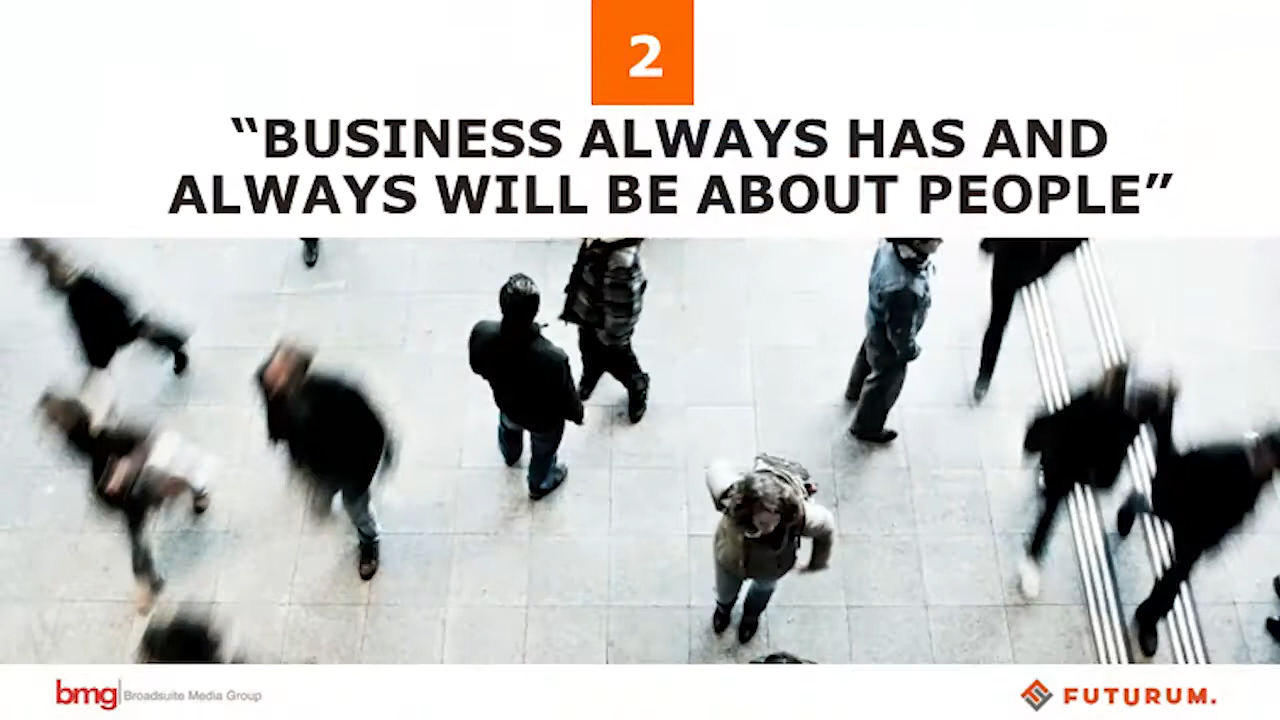 2
“BUSINESS ALWAYS HAS AND
ALWAYS WILL BE ABOUT PEOPLE”
bmg Broadsuite Media Group
FUTURUM.